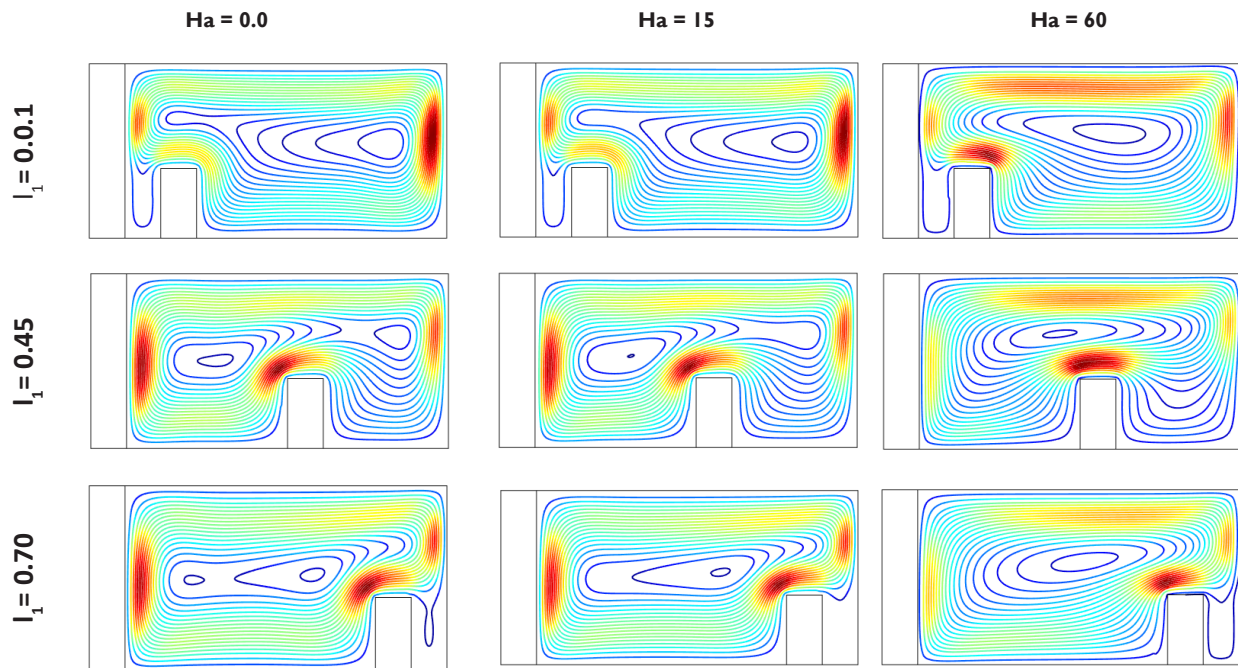 Ha = 0.0 Ha = 15 Ha = 60
l₁ = 0.0.1
l₁ = 0.45
l₁ = 0.70